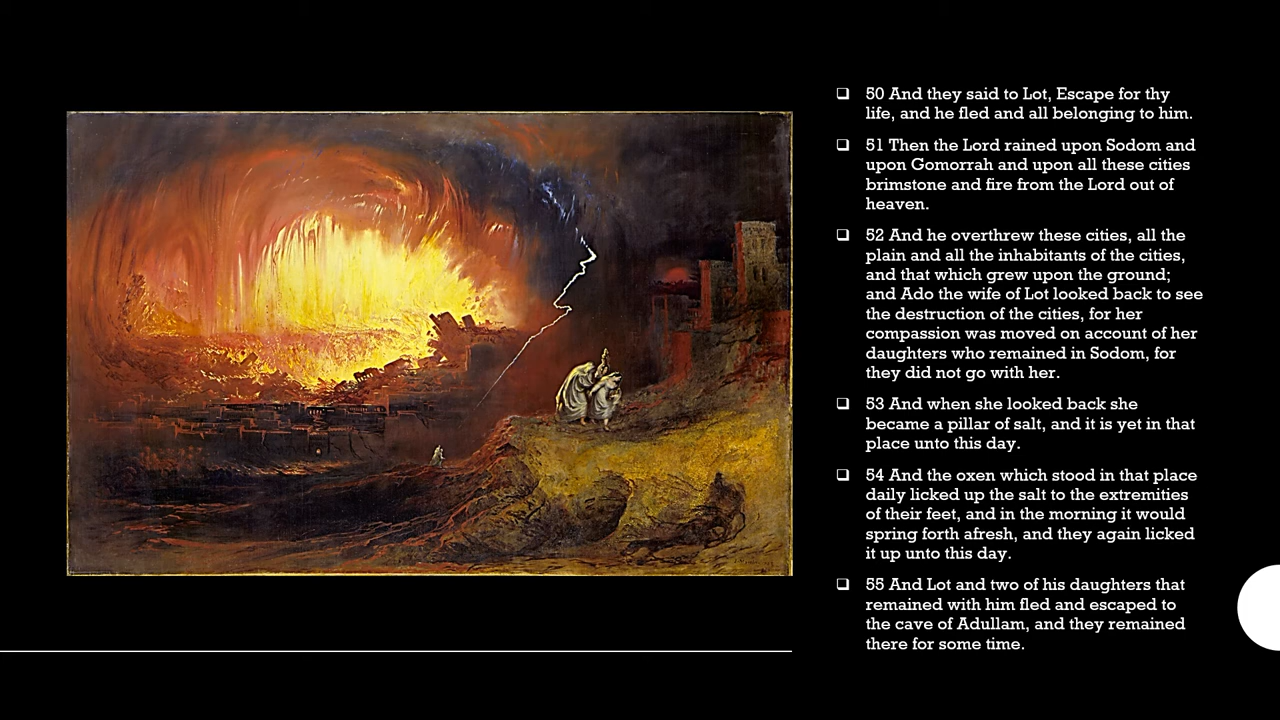 ❑ 50 And they said to Lot, Escape for thy
life, and he fled and all belonging to him.
❑ 51 Then the Lord rained upon Sodom and
upon Gomorrah and upon all these cities
brimstone and fire from the Lord out of
heaven.
❑ 52 And he overthrew these cities, all the
plain and all the inhabitants of the cities,
and that which grew upon the ground;
and Ado the wife of Lot looked back to see
the destruction of the cities, for her
compassion was moved on account of her
daughters who remained in Sodom, for
they did not go with her.
❑ 53 And when she looked back she
became a pillar of salt, and it is yet in that
place unto this day.
❑ 54 And the oxen which stood in that place
daily licked up the salt to the extremities
of their feet, and in the morning it would
spring forth afresh, and they again licked
it up unto this day.
❑ 55 And Lot and two of his daughters that
remained with him fled and escaped to
the cave of Adullam, and they remained
there for some time.